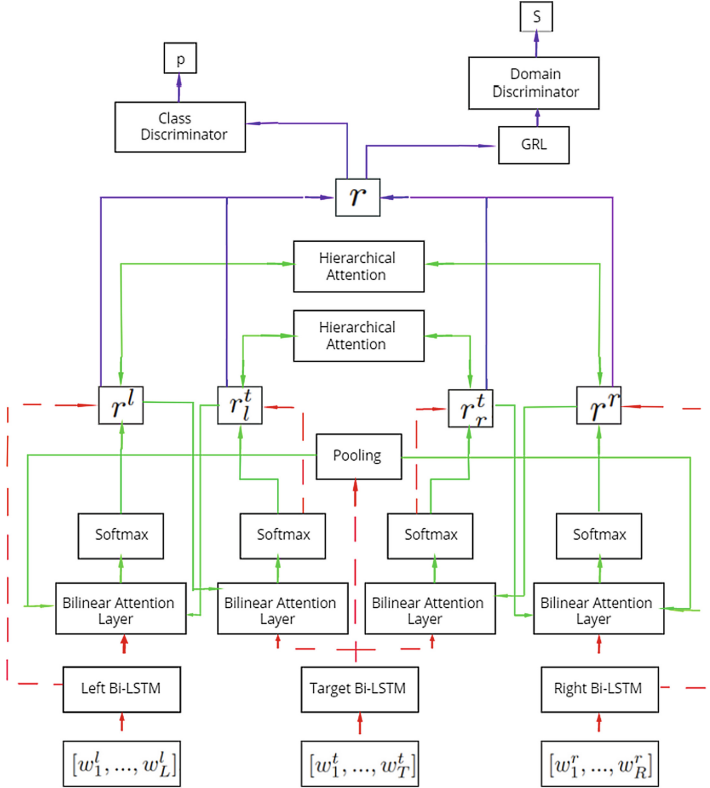 S
p
Domain
Discriminator
Class
Discriminator
GRL
r
Hierarchical
Attention
Hierarchical
Attention
r^l
r_l^t
r_r^t
r^r
Pooling
Softmax
Softmax
Softmax
Softmax
Bilinear Attention
Layer
Bilinear Attention
Layer
Bilinear Attention
Layer
Bilinear Attention
Layer
Left Bi-LSTM
Target Bi-LSTM
Right Bi-LSTM
[w_1^l, ..., w_L^l]
[w_1^t, ..., w_T^t]
[w_1^r, ..., w_R^r]